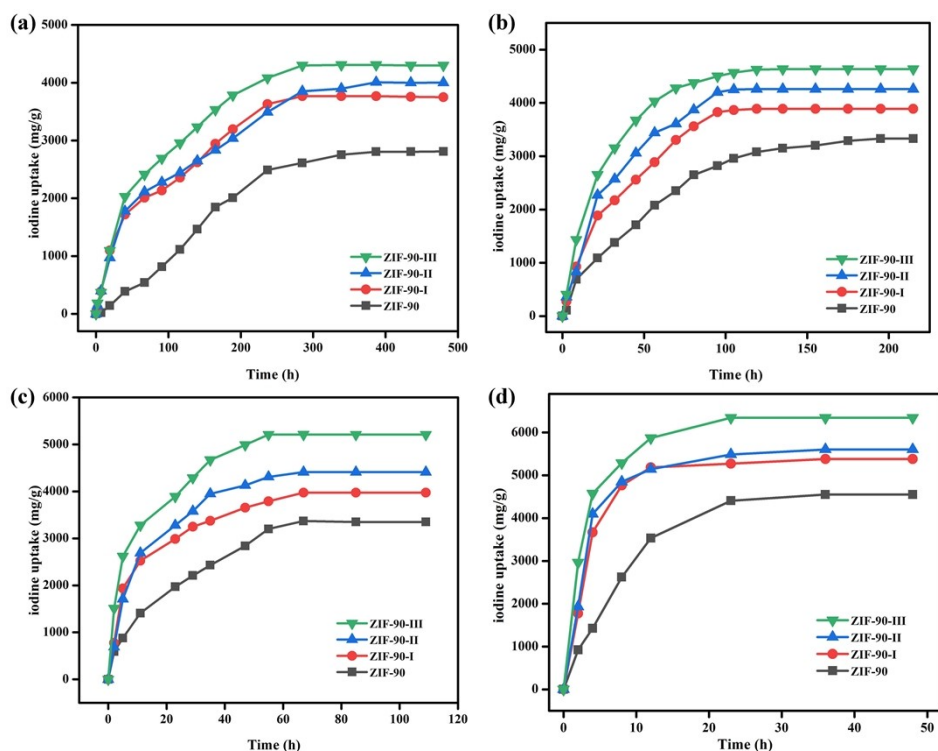 (a)
5000
4000
3000
2000
1000
0
iodine uptake (mg/g)
ZIF-90-III
ZIF-90-II
ZIF-90-I
ZIF-90
0 100 200 300 400 500
Time (h)
(b)
5000
4000
3000
2000
1000
0
iodine uptake (mg/g)
ZIF-90-III
ZIF-90-II
ZIF-90-I
ZIF-90
0 50 100 150 200
Time (h)
(c)
6000
5000
4000
3000
2000
1000
0
iodine uptake (mg/g)
ZIF-90-III
ZIF-90-II
ZIF-90-I
ZIF-90
0 20 40 60 80 100 120
Time (h)
(d)
6000
5000
4000
3000
2000
1000
0
iodine uptake (mg/g)
ZIF-90-III
ZIF-90-II
ZIF-90-I
ZIF-90
0 10 20 30 40 50
Time (h)